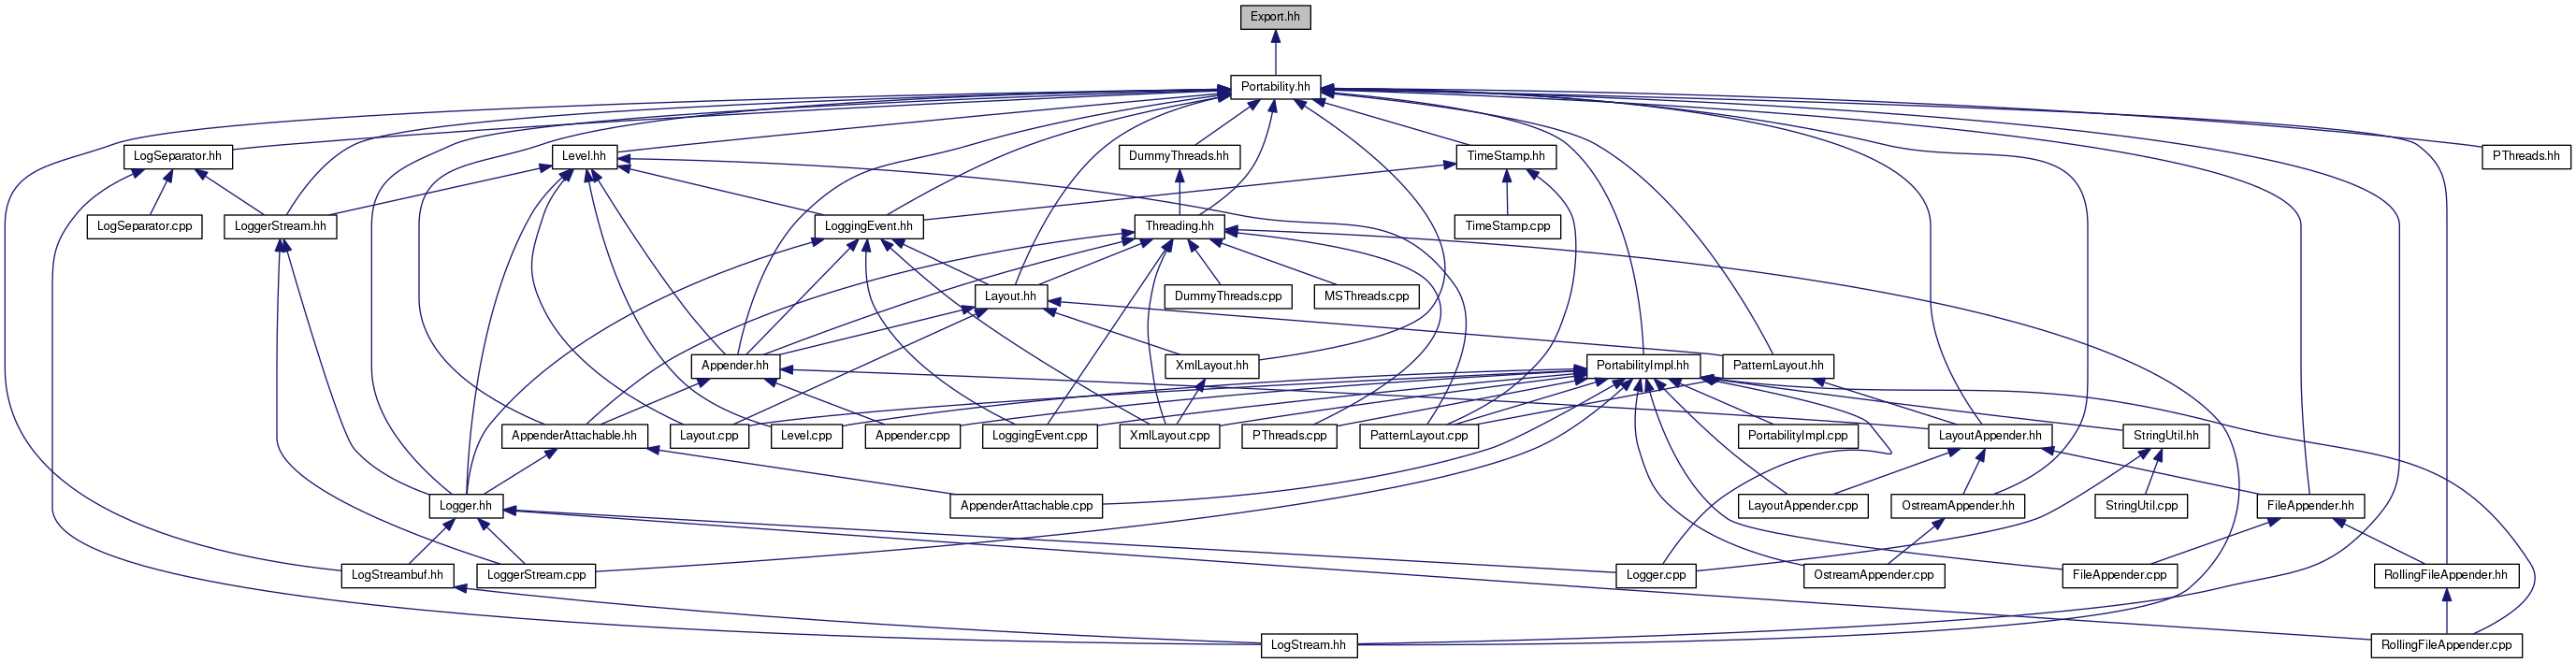 Export.hh
Portability.hh
LogSeparator.hh
Level.hh
DummyThreads.hh
TimeStamp.hh
PThreads.hh
LogSeparator.cpp
LoggerStream.hh
LoggingEvent.hh
Threading.hh
TimeStamp.cpp
Layout.hh
DummyThreads.cpp
MSThreads.cpp
Appender.hh
XmlLayout.hh
PortabilityImpl.hh
PatternLayout.hh
AppenderAttachable.hh
Layout.cpp
Level.cpp
Appender.cpp
LoggingEvent.cpp
XmlLayout.cpp
PThreads.cpp
PatternLayout.cpp
PortabilityImpl.cpp
LayoutAppender.hh
StringUtil.hh
Logger.hh
AppenderAttachable.cpp
LayoutAppender.cpp
OstreamAppender.hh
StringUtil.cpp
FileAppender.hh
LogStreambuf.hh
LoggerStream.cpp
Logger.cpp
OstreamAppender.cpp
FileAppender.cpp
RollingFileAppender.hh
LogStream.hh
RollingFileAppender.cpp